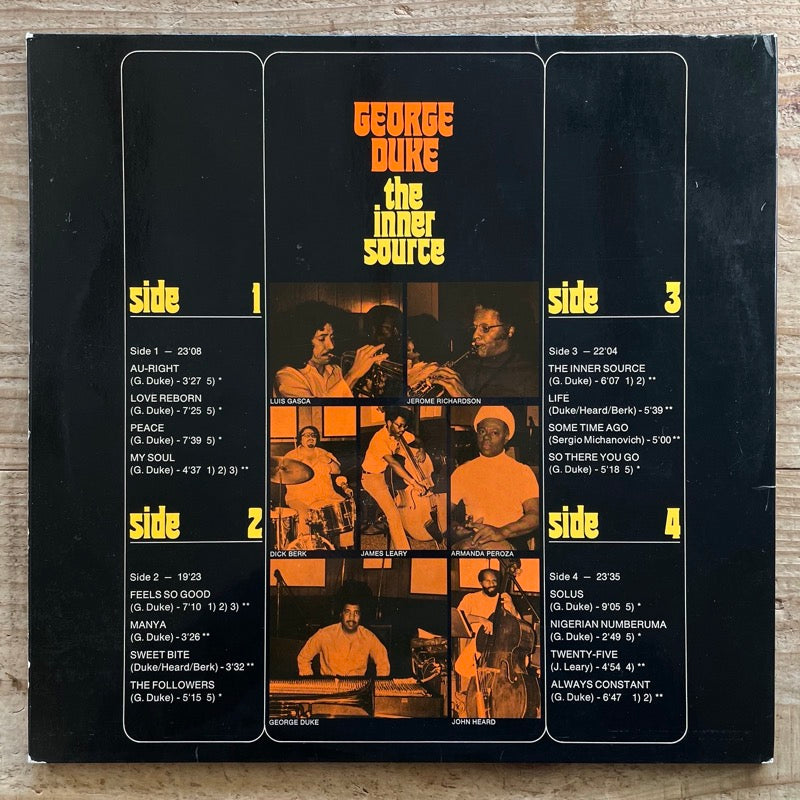 GEORGE
DUKE
the
inner
source
side 1
Side 1 — 23'08
AU-RIGHT
(G. Duke) - 3'27 5) *
LOVE REBORN
(G. Duke) - 7'25 5) *
PEACE
(G. Duke) - 7'39 5) *
MY SOUL
(G. Duke) - 4'37 1) 2) 3) **
side 2
Side 2 — 19'23
FEELS SO GOOD
(G. Duke) - 7'10 1) 2) 3) **
MANYA
(G. Duke) - 3'26 **
SWEET BITE
(Duke/Heard/Berk) - 3'32 **
THE FOLLOWERS
(G. Duke) - 5'15 5) *
LUIS GASCA
JEROME RICHARDSON
DICK BERK
JAMES LEARY
ARMANDA PEROZA
GEORGE DUKE
JOHN HEARD
side 3
Side 3 — 22'04
THE INNER SOURCE
(G. Duke) - 6'07 1) 2) **
LIFE
(Duke/Heard/Berk) - 5'39 **
SOME TIME AGO
(Sergio Michanovich) - 5'00 **
SO THERE YOU GO
(G. Duke) - 5'18 5) *
side 4
Side 4 — 23'35
SOLUS
(G. Duke) - 9'05 5) *
NIGERIAN NUMBERUMA
(G. Duke) - 2'49 5) *
TWENTY-FIVE
(J. Leary) - 4'54 4) **
ALWAYS CONSTANT
(G. Duke) - 6'47 1) 2) **